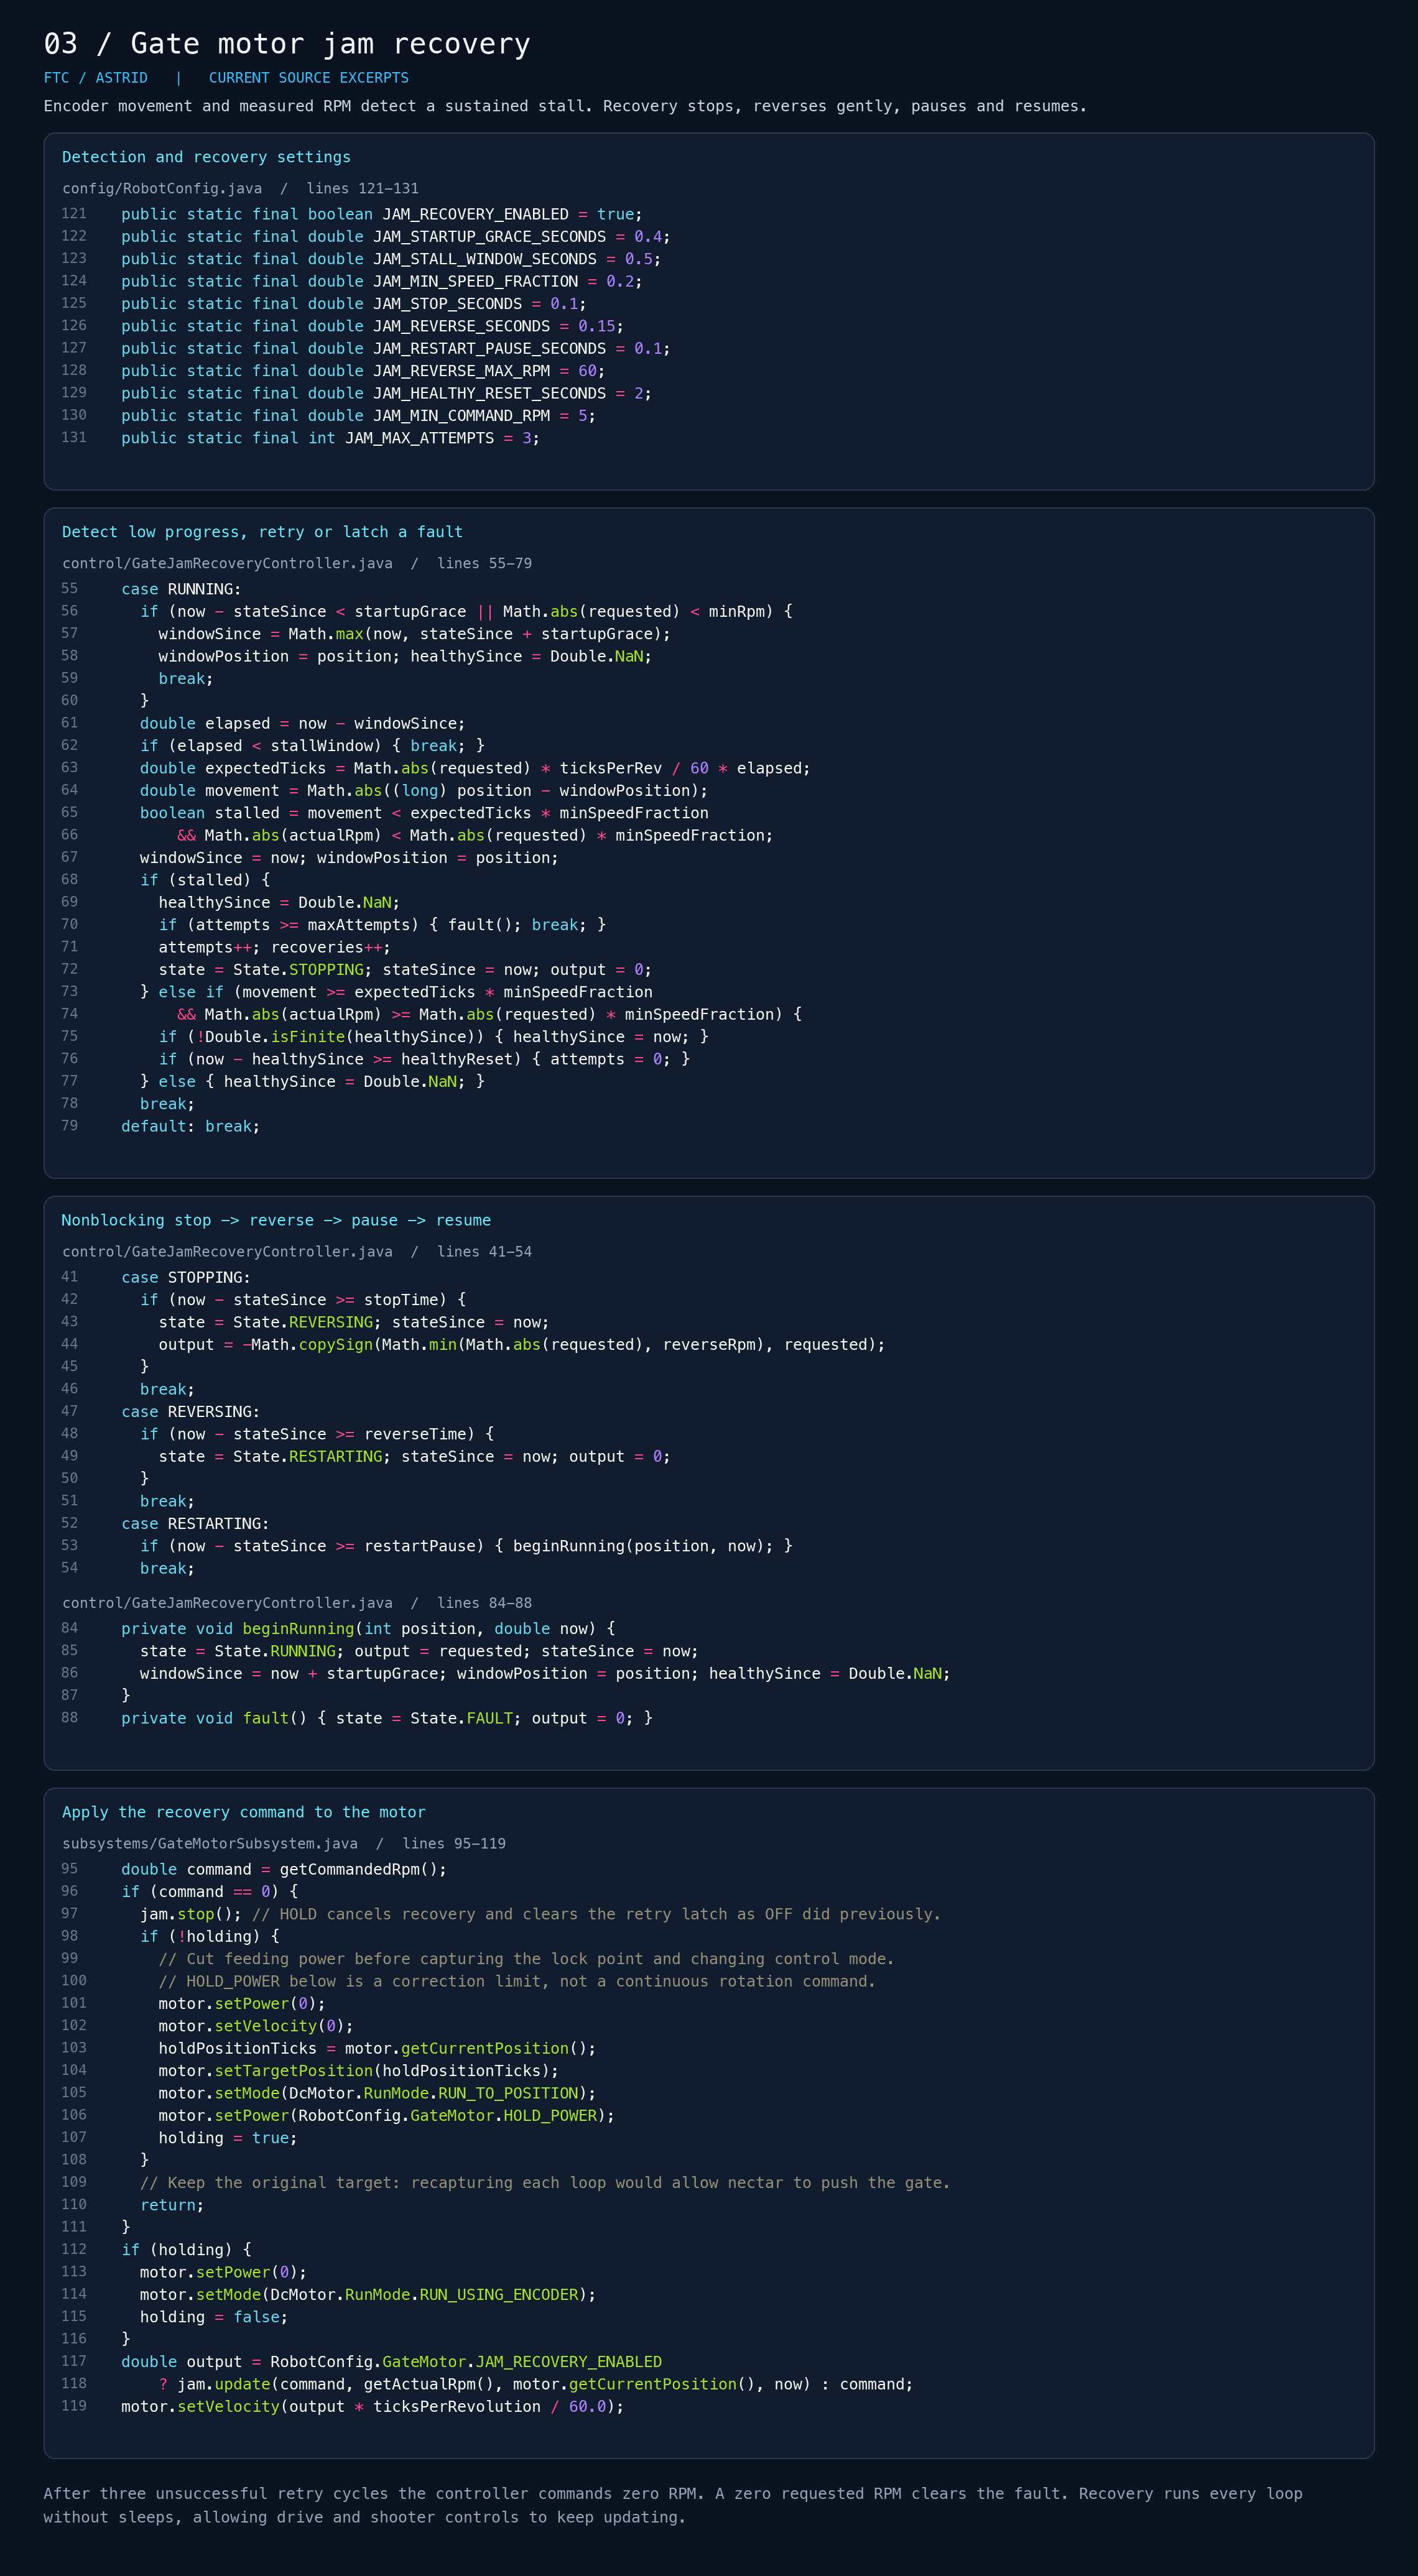 03 / Gate motor jam recovery
FTC / ASTRID | CURRENT SOURCE EXCERPTS
Encoder movement and measured RPM detect a sustained stall. Recovery stops, reverses gently, pauses and resumes.
Detection and recovery settings
config/RobotConfig.java / lines 121–131
121 public static final boolean JAM_RECOVERY_ENABLED = true;
122 public static final double JAM_STARTUP_GRACE_SECONDS = 0.4;
123 public static final double JAM_STALL_WINDOW_SECONDS = 0.5;
124 public static final double JAM_MIN_SPEED_FRACTION = 0.2;
125 public static final double JAM_STOP_SECONDS = 0.1;
126 public static final double JAM_REVERSE_SECONDS = 0.15;
127 public static final double JAM_RESTART_PAUSE_SECONDS = 0.1;
128 public static final double JAM_REVERSE_MAX_RPM = 60;
129 public static final double JAM_HEALTHY_RESET_SECONDS = 2;
130 public static final double JAM_MIN_COMMAND_RPM = 5;
131 public static final int JAM_MAX_ATTEMPTS = 3;
Detect low progress, retry or latch a fault
control/GateJamRecoveryController.java / lines 55–79
55 case RUNNING:
56 if (now - stateSince < startupGrace || Math.abs(requested) < minRpm) {
57 windowSince = Math.max(now, stateSince + startupGrace);
58 windowPosition = position; healthySince = Double.NaN;
59 break;
60 }
61 double elapsed = now - windowSince;
62 if (elapsed < stallWindow) { break; }
63 double expectedTicks = Math.abs(requested) * ticksPerRev / 60 * elapsed;
64 double movement = Math.abs((long) position - windowPosition);
65 boolean stalled = movement < expectedTicks * minSpeedFraction
66 && Math.abs(actualRpm) < Math.abs(requested) * minSpeedFraction;
67 windowSince = now; windowPosition = position;
68 if (stalled) {
69 healthySince = Double.NaN;
70 if (attempts >= maxAttempts) { fault(); break; }
71 attempts++; recoveries++;
72 state = State.STOPPING; stateSince = now; output = 0;
73 } else if (movement >= expectedTicks * minSpeedFraction
74 && Math.abs(actualRpm) >= Math.abs(requested) * minSpeedFraction) {
75 if (!Double.isFinite(healthySince)) { healthySince = now; }
76 if (now - healthySince >= healthyReset) { attempts = 0; }
77 } else { healthySince = Double.NaN; }
78 break;
79 default: break;
Nonblocking stop -> reverse -> pause -> resume
control/GateJamRecoveryController.java / lines 41–54
41 case STOPPING:
42 if (now - stateSince >= stopTime) {
43 state = State.REVERSING; stateSince = now;
44 output = -Math.copySign(Math.min(Math.abs(requested), reverseRpm), requested);
45 }
46 break;
47 case REVERSING:
48 if (now - stateSince >= reverseTime) {
49 state = State.RESTARTING; stateSince = now; output = 0;
50 }
51 break;
52 case RESTARTING:
53 if (now - stateSince >= restartPause) { beginRunning(position, now); }
54 break;
control/GateJamRecoveryController.java / lines 84–88
84 private void beginRunning(int position, double now) {
85 state = State.RUNNING; output = requested; stateSince = now;
86 windowSince = now + startupGrace; windowPosition = position; healthySince = Double.NaN;
87 }
88 private void fault() { state = State.FAULT; output = 0; }
Apply the recovery command to the motor
subsystems/GateMotorSubsystem.java / lines 95–119
95 double command = getCommandedRpm();
96 if (command == 0) {
97 jam.stop(); // HOLD cancels recovery and clears the retry latch as OFF did previously.
98 if (!holding) {
99 // Cut feeding power before capturing the lock point and changing control mode.
100 // HOLD_POWER below is a correction limit, not a continuous rotation command.
101 motor.setPower(0);
102 motor.setVelocity(0);
103 holdPositionTicks = motor.getCurrentPosition();
104 motor.setTargetPosition(holdPositionTicks);
105 motor.setMode(DcMotor.RunMode.RUN_TO_POSITION);
106 motor.setPower(RobotConfig.GateMotor.HOLD_POWER);
107 holding = true;
108 }
109 // Keep the original target: recapturing each loop would allow nectar to push the gate.
110 return;
111 }
112 if (holding) {
113 motor.setPower(0);
114 motor.setMode(DcMotor.RunMode.RUN_USING_ENCODER);
115 holding = false;
116 }
117 double output = RobotConfig.GateMotor.JAM_RECOVERY_ENABLED
118 ? jam.update(command, getActualRpm(), motor.getCurrentPosition(), now) : command;
119 motor.setVelocity(output * ticksPerRevolution / 60.0);
After three unsuccessful retry cycles the controller commands zero RPM. A zero requested RPM clears the fault. Recovery runs every loop
without sleeps, allowing drive and shooter controls to keep updating.